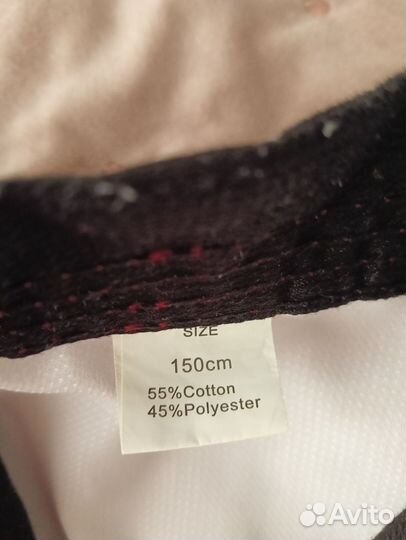 SIZE
150cm
55%Cotton
45%Polyester
Avito